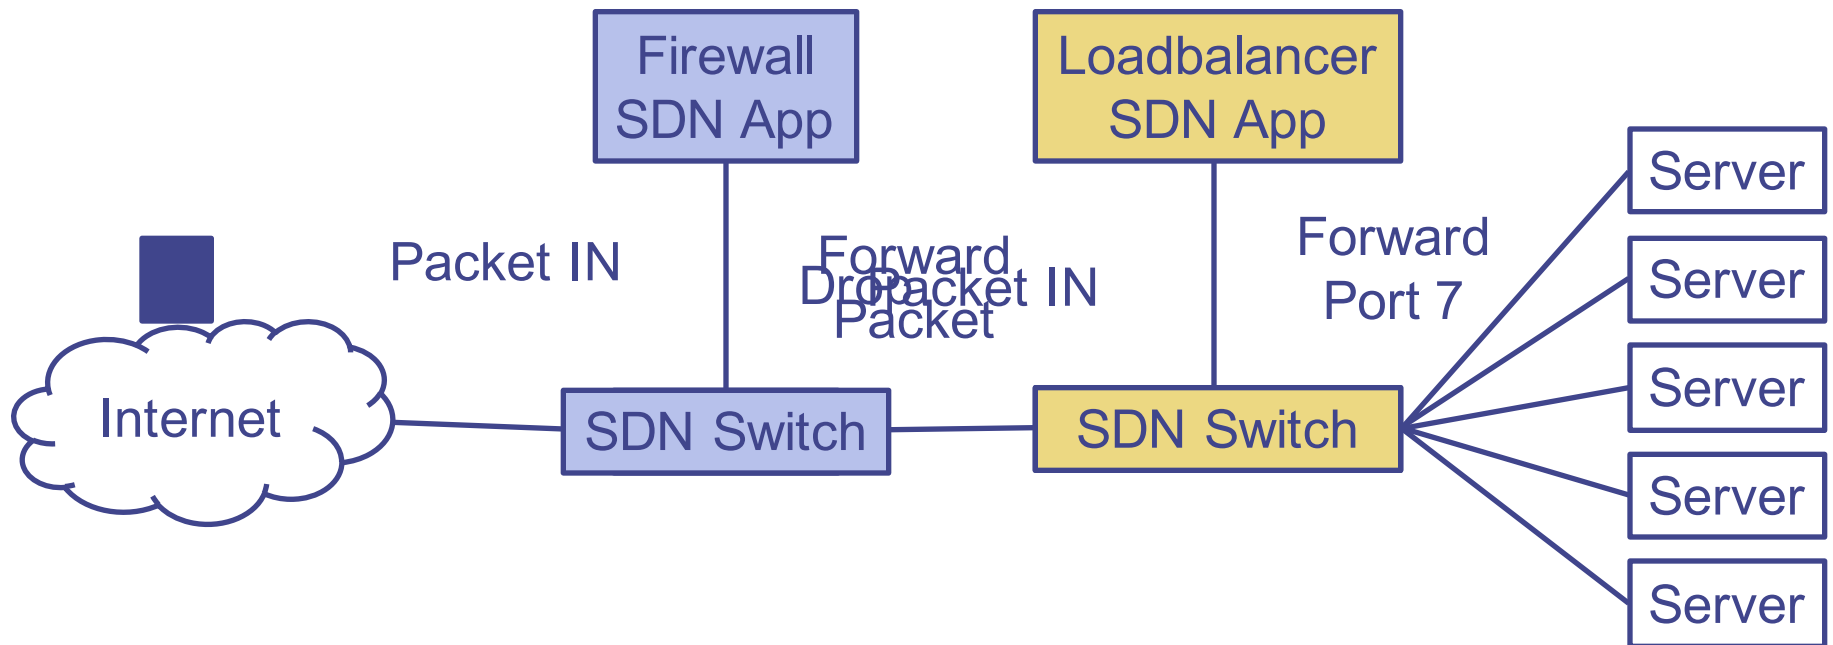 Firewall
SDN App
Loadbalancer
SDN App
Server
Packet IN
Forward
Drop
Packet IN
Packet
Forward
Port 7
Server
Internet
SDN Switch
SDN Switch
Server
Server
Server